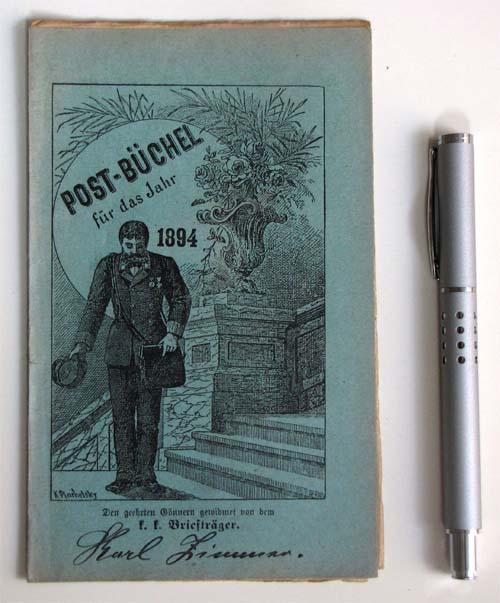 POST-BÜCHEL
für das Jahr
1894
Den geehrten Gönnern gewidmet von dem
k. k. Briefträger.
Karl Zimmer.